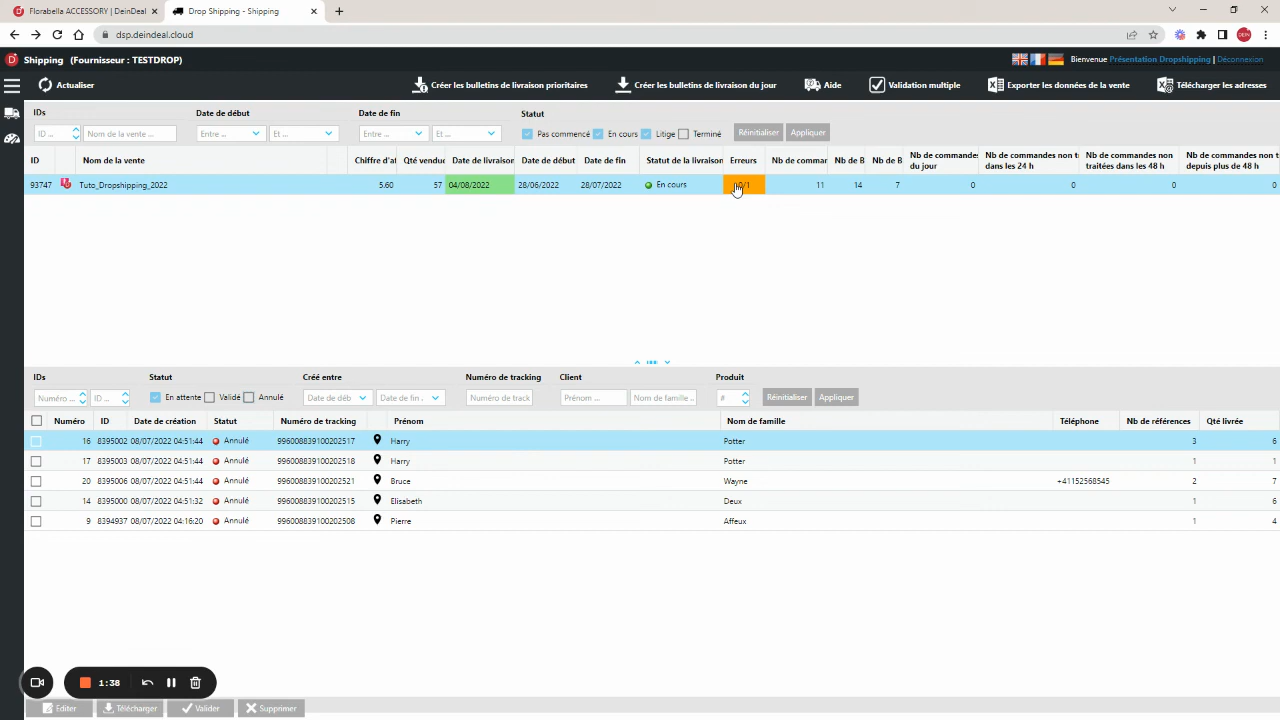 Florabella ACCESSORY | DeinDeal
Drop Shipping - Shipping
dsp.deindeal.cloud
Shipping (Fournisseur : TESTDROP)
Bienvenue Présentation Dropshipping | Déconnexion
Actualiser
Créer les bulletins de livraison prioritaires
Créer les bulletins de livraison du jour
Aide
Validation multiple
Exporter les données de la vente
Télécharger les adresses
IDs Date de début Date de fin Statut
ID ... Nom de la vente ... Entre ... Et ... Entre ... Et ... Pas commencé En cours Litige Terminé Réinitialiser Appliquer
ID Nom de la vente Chiffre d'af Qté vendue Date de livraison Date de début Date de fin Statut de la livraison Erreurs Nb de commar Nb de B Nb de B Nb de commandes du jour Nb de commandes non t dans les 24 h Nb de commandes non traitées dans les 48 h Nb de commandes non t depuis plus de 48 h
93747 Tuto_Dropshipping_2022 5.60 57 04/08/2022 28/06/2022 28/07/2022 En cours /1 11 14 7 0 0 0 0
IDs Statut Créé entre Numéro de tracking Client Produit
Numéro ... ID ... En attente Validé Annulé Date de déb Date de fin . Numéro de track Prénom ... Nom de famille .. # Réinitialiser Appliquer
Numéro ID Date de création Statut Numéro de tracking Prénom Nom de famille Téléphone Nb de références Qté livrée
16 8395002 08/07/2022 04:51:44 Annulé 996008839100202517 Harry Potter 3 6
17 8395003 08/07/2022 04:51:44 Annulé 996008839100202518 Harry Potter 1 1
20 8395006 08/07/2022 04:51:44 Annulé 996008839100202521 Bruce Wayne +41152568545 2 7
14 8395000 08/07/2022 04:51:32 Annulé 996008839100202515 Elisabeth Deux 1 6
9 8394937 08/07/2022 04:16:20 Annulé 996008839100202508 Pierre Affeux 1 4
1:38
Editer Télécharger Valider Supprimer